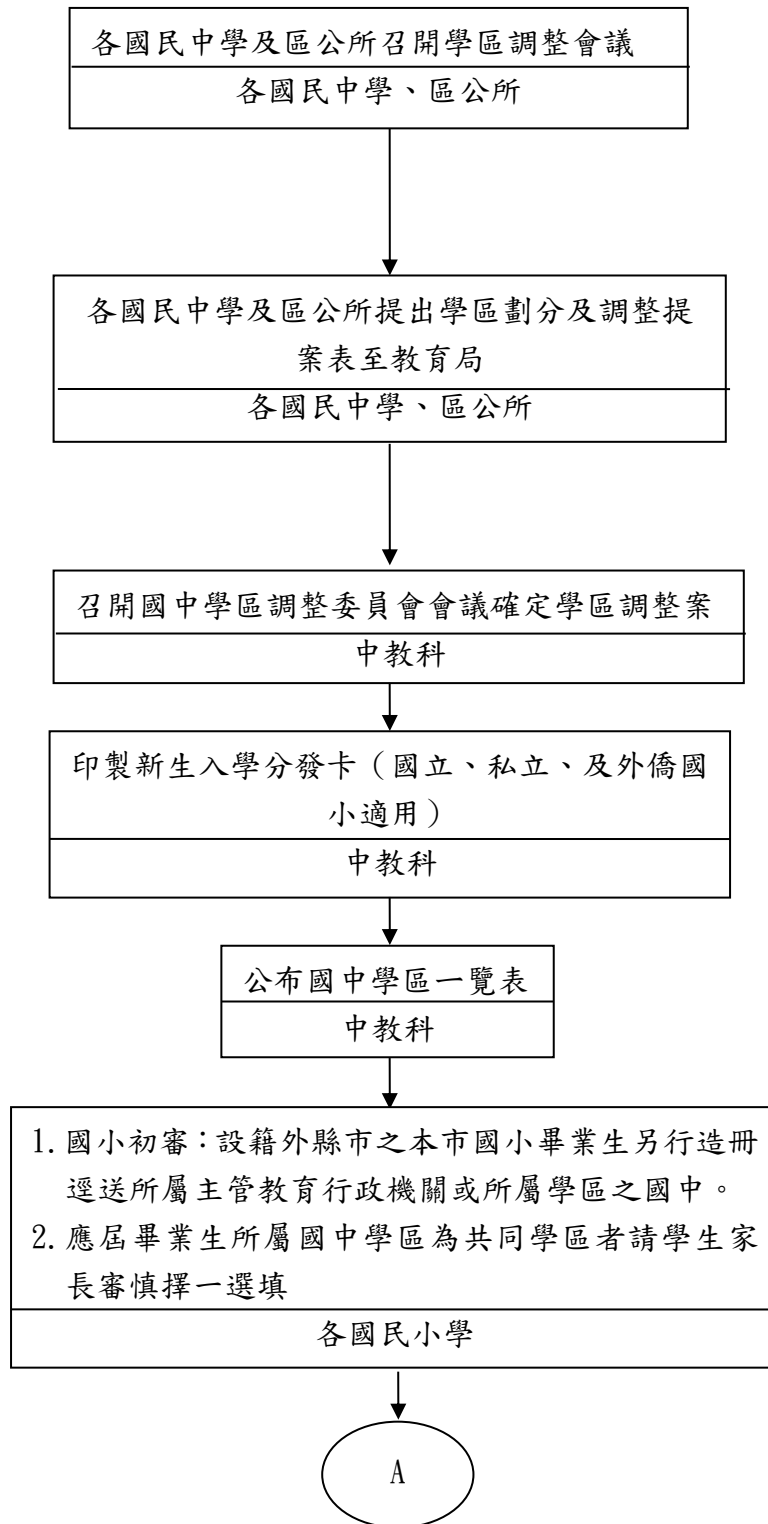 各國民中學及區公所召開學區調整會議
各國民中學、區公所
各國民中學及區公所提出學區劃分及調整提
案表至教育局
各國民中學、區公所
召開國中學區調整委員會會議確定學區調整案
中教科
印製新生入學分發卡（國立、私立、及外僑國
小適用）
中教科
公布國中學區一覽表
中教科
1. 國小初審：設籍外縣市之本市國小畢業生另行造冊
逕送所屬主管教育行政機關或所屬學區之國中。
2. 應屆畢業生所屬國中學區為共同學區者請學生家
長審慎擇一選填
各國民小學
A